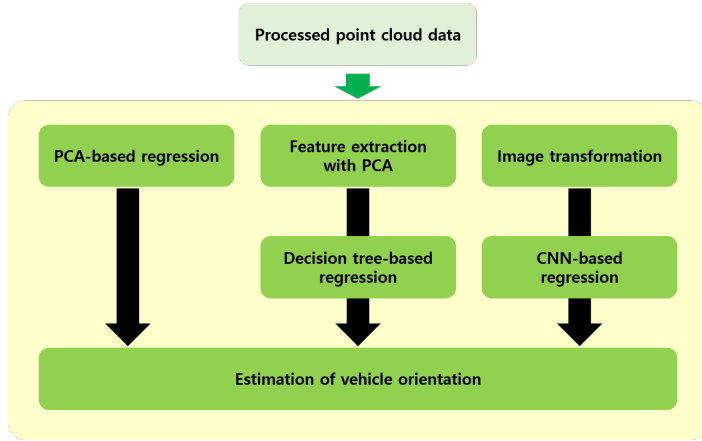 Processed point cloud data
PCA-based regression
Feature extraction
with PCA
Image transformation
Decision tree-based
regression
CNN-based
regression
Estimation of vehicle orientation